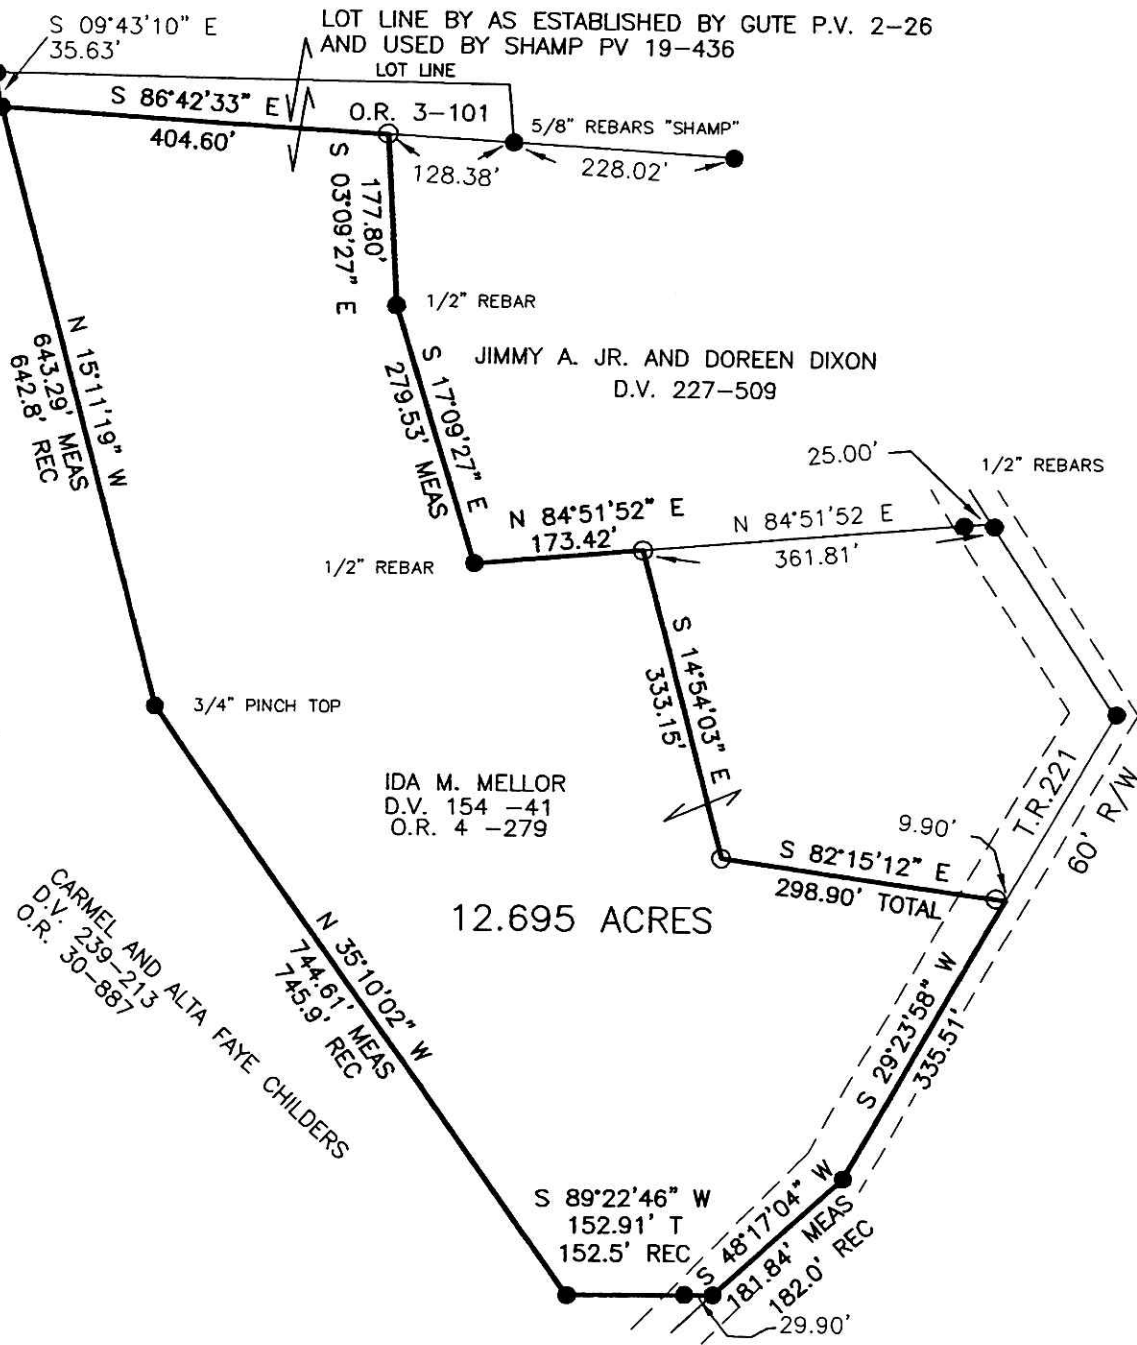 S 09°43'10" E
35.63'
LOT LINE BY AS ESTABLISHED BY GUTE P.V. 2-26
AND USED BY SHAMP PV 19-436
LOT LINE
S 86°42'33" E
404.60'
O.R. 3-101
5/8" REBARS "SHAMP"
128.38'
228.02'
177.80'
S 03°09'27" E
1/2" REBAR
N 15°11'19" W
643.29' MEAS
642.8' REC
S 17°09'27" E
279.53' MEAS
JIMMY A. JR. AND DOREEN DIXON
D.V. 227-509
25.00'
1/2" REBARS
N 84°51'52" E
173.42'
N 84°51'52 E
361.81'
1/2" REBAR
S 14°54'03" E
333.15'
3/4" PINCH TOP
IDA M. MELLOR
D.V. 154 -41
O.R. 4 -279
T.R.221
60' R/W
9.90'
S 82°15'12" E
298.90' TOTAL
12.695 ACRES
CARMEL AND ALTA FAYE CHILDERS
D.V. 239-213
O.R. 30-887
N 35°10'02" W
744.61' MEAS
745.9' REC
S 29°23'58" W
335.51'
S 89°22'46" W
152.91' T
152.5' REC
S 48°17'04" W
181.84' MEAS
182.0' REC
29.90'